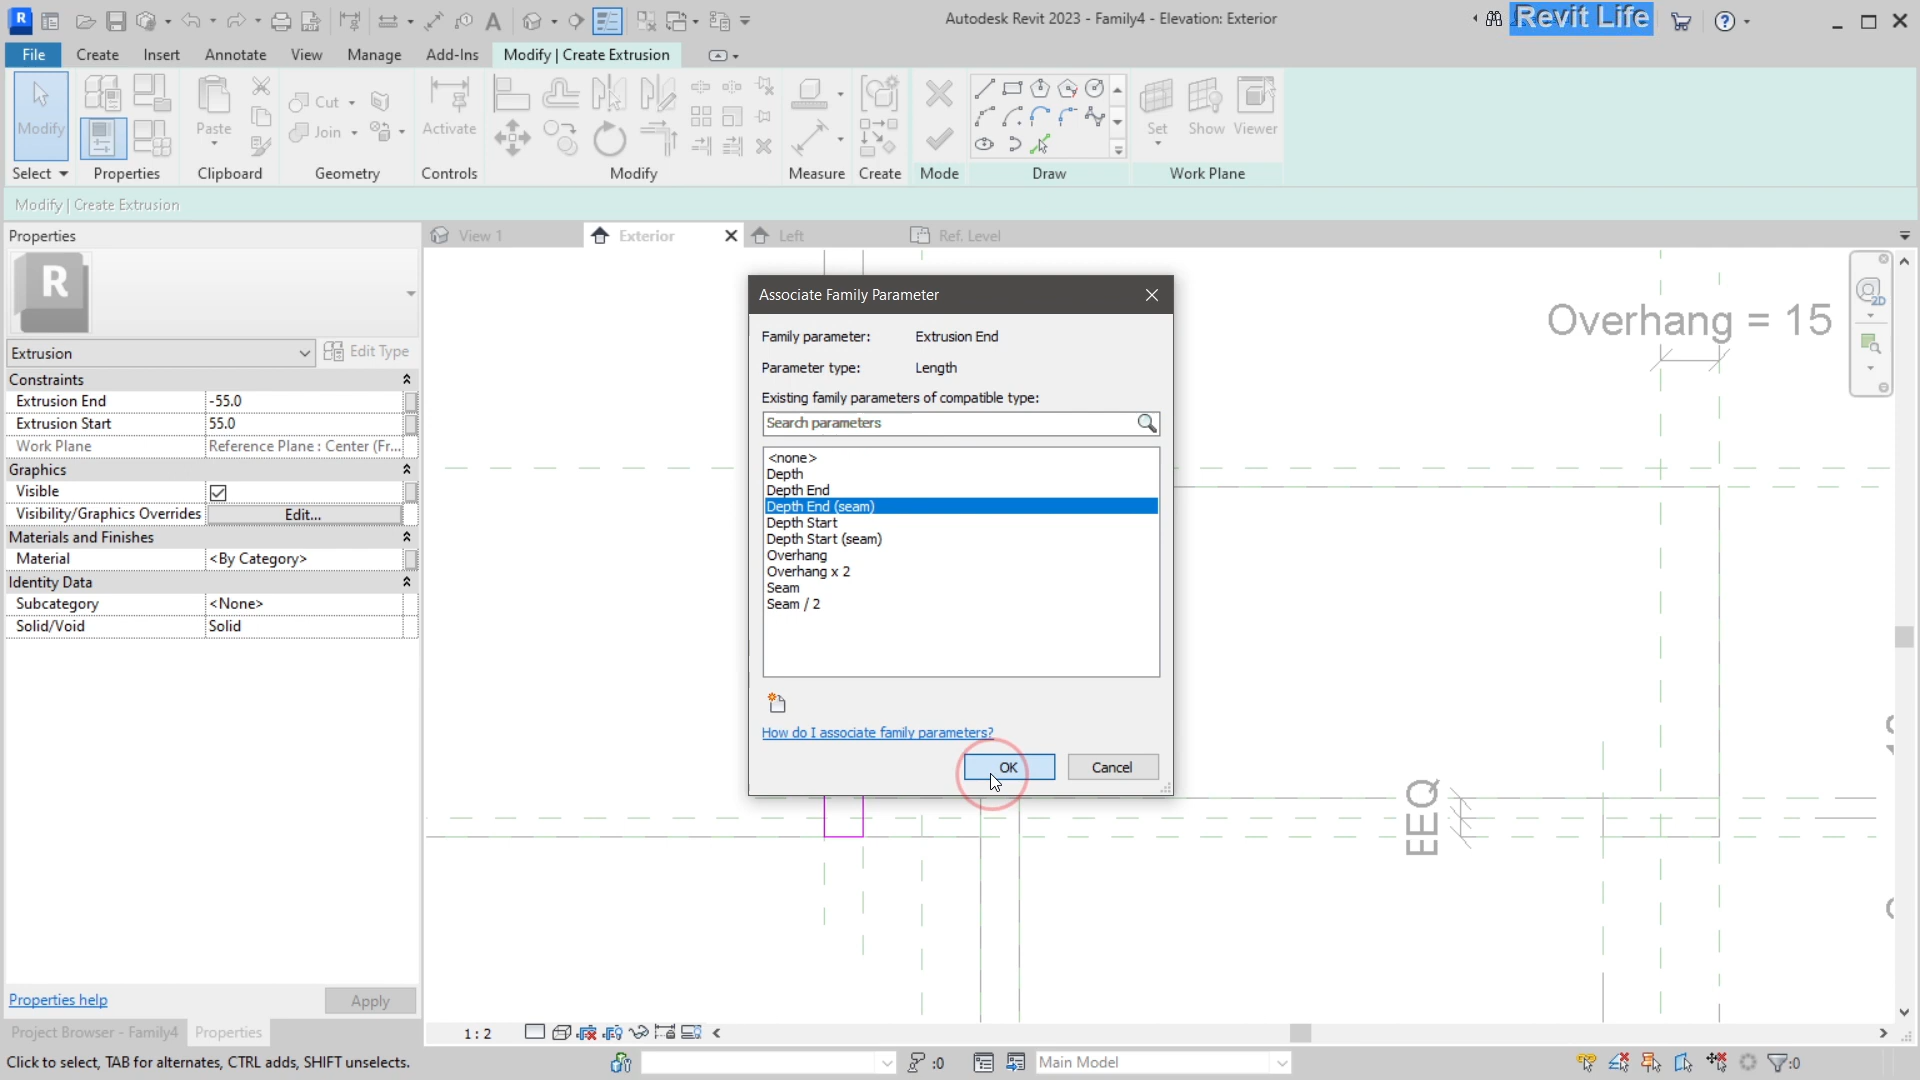 Autodesk Revit 2023 - Family4 - Elevation: Exterior
Revit Life
File Create Insert Annotate View Manage Add-Ins Modify | Create Extrusion
Modify
Paste
Cut
Join
Activate
Set Show Viewer
Select Properties Clipboard Geometry Controls Modify Measure Create Mode Draw Work Plane
Modify | Create Extrusion
Properties
View 1 Exterior Left Ref. Level
R
Extrusion Edit Type
Constraints
Extrusion End -55.0
Extrusion Start 55.0
Work Plane Reference Plane : Center (Fr...
Graphics
Visible
Visibility/Graphics Overrides Edit...
Materials and Finishes
Material <By Category>
Identity Data
Subcategory <None>
Solid/Void Solid
Properties help Apply
Project Browser - Family4 Properties
Associate Family Parameter
Family parameter: Extrusion End
Parameter type: Length
Existing family parameters of compatible type:
Search parameters
<none>
Depth
Depth End
Depth End (seam)
Depth Start
Depth Start (seam)
Overhang
Overhang x 2
Seam
Seam / 2
How do I associate family parameters?
OK Cancel
Overhang = 15
2D
EEQ
1 : 2
Click to select, TAB for alternates, CTRL adds, SHIFT unselects.
:0
Main Model
:0